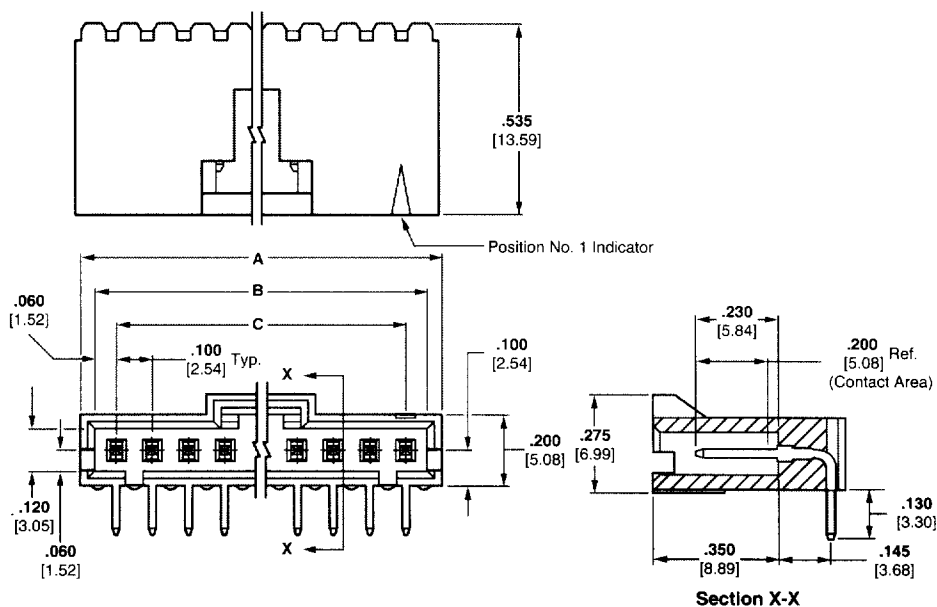 .535
[13.59]
Position No. 1 Indicator
A
B
C
.060
[1.52]
.100
[2.54] Typ.
X
.100
[2.54]
.200
[5.08]
.120
[3.05]
.060
[1.52]
X
.230
[5.84]
.200
[5.08] Ref.
(Contact Area)
.275
[6.99]
.130
[3.30]
.350
[8.89]
.145
[3.68]
Section X-X